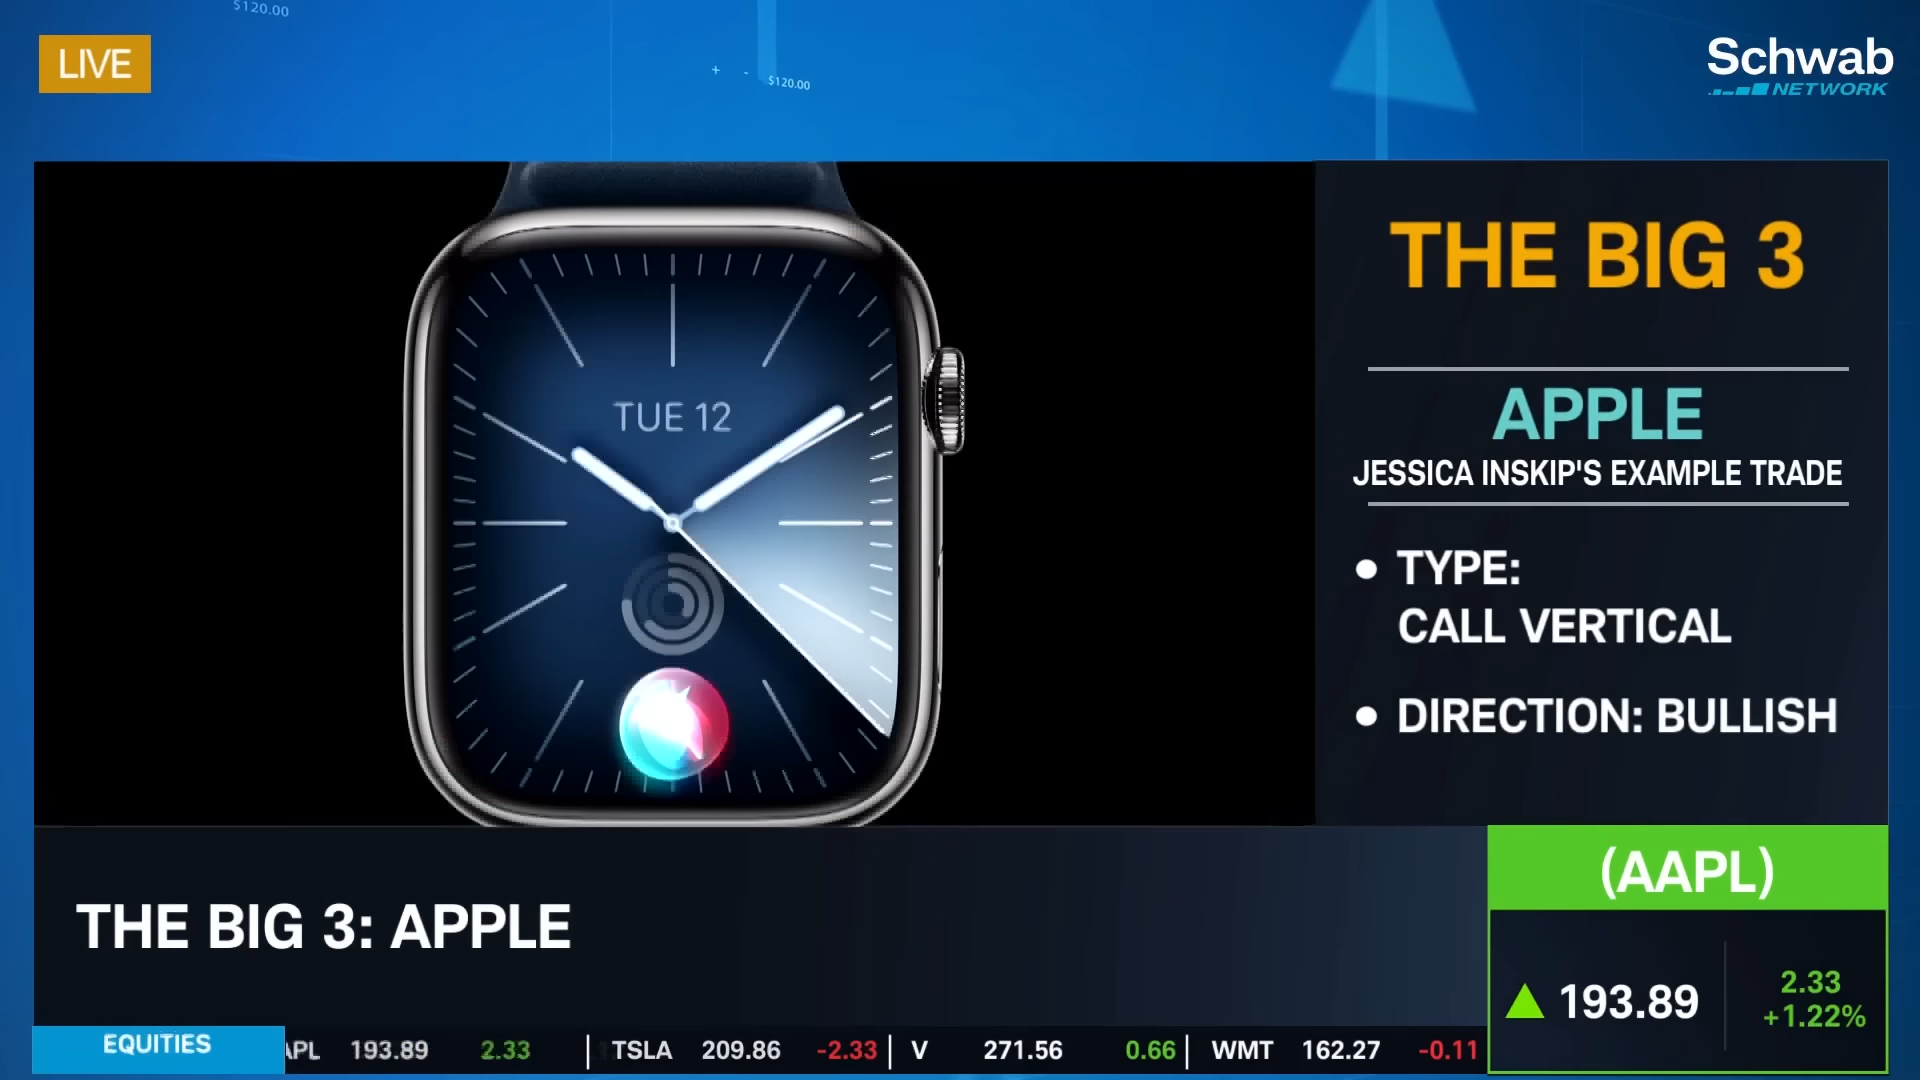 $120.00
LIVE
+ - $120.00
Schwab
NETWORK
TUE 12
THE BIG 3
APPLE
JESSICA INSKIP'S EXAMPLE TRADE
• TYPE:
CALL VERTICAL
• DIRECTION: BULLISH
THE BIG 3: APPLE
(AAPL)
193.89
2.33
+1.22%
EQUITIES
APL 193.89 2.33 | TSLA 209.86 -2.33 | V 271.56 0.66 | WMT 162.27 -0.11